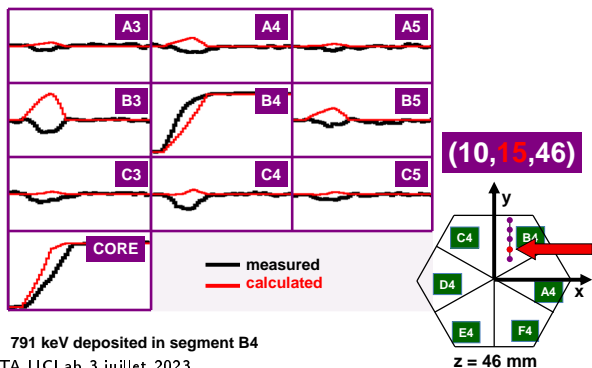 A3 A4 A5
B3 B4 B5
C3 C4 C5
CORE
measured
calculated
(10,15,46)
y
C4 B4
D4 A4
x
E4 F4
z = 46 mm
791 keV deposited in segment B4
3 juillet 2023